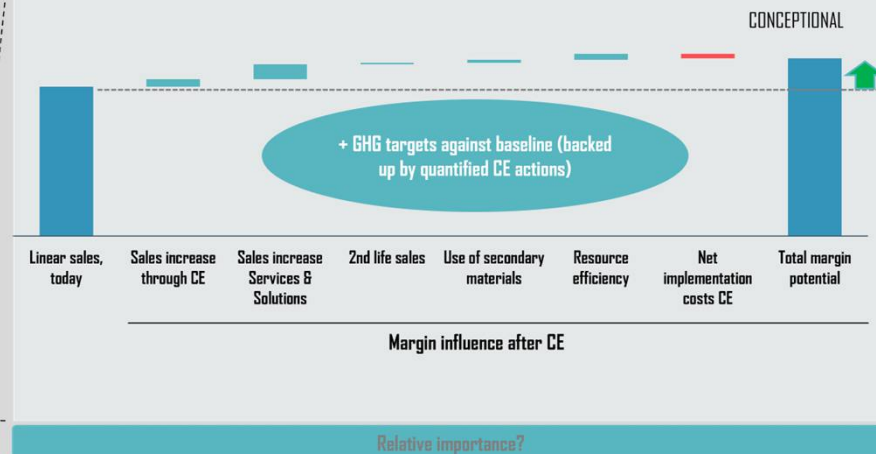 CONCEPTIONAL
+ GHG targets against baseline (backed
up by quantified CE actions)
Linear sales,
today
Sales increase
through CE
Sales increase
Services &
Solutions
2nd life sales
Use of secondary
materials
Resource
efficiency
Net
implementation
costs CE
Total margin
potential
Margin influence after CE
Relative importance?